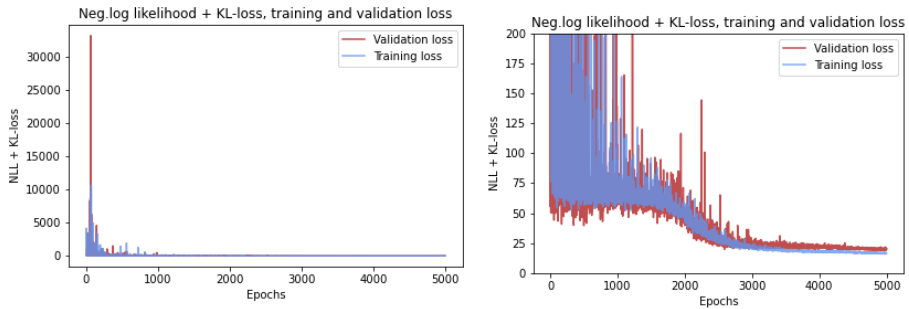 Neg.log likelihood + KL-loss, training and validation loss
NLL + KL-loss
30000
25000
20000
15000
10000
5000
0
Validation loss
Training loss
0 1000 2000 3000 4000 5000
Epochs
Neg.log likelihood + KL-loss, training and validation loss
NLL + KL-loss
200
175
150
125
100
75
50
25
0
Validation loss
Training loss
0 1000 2000 3000 4000 5000
Epochs